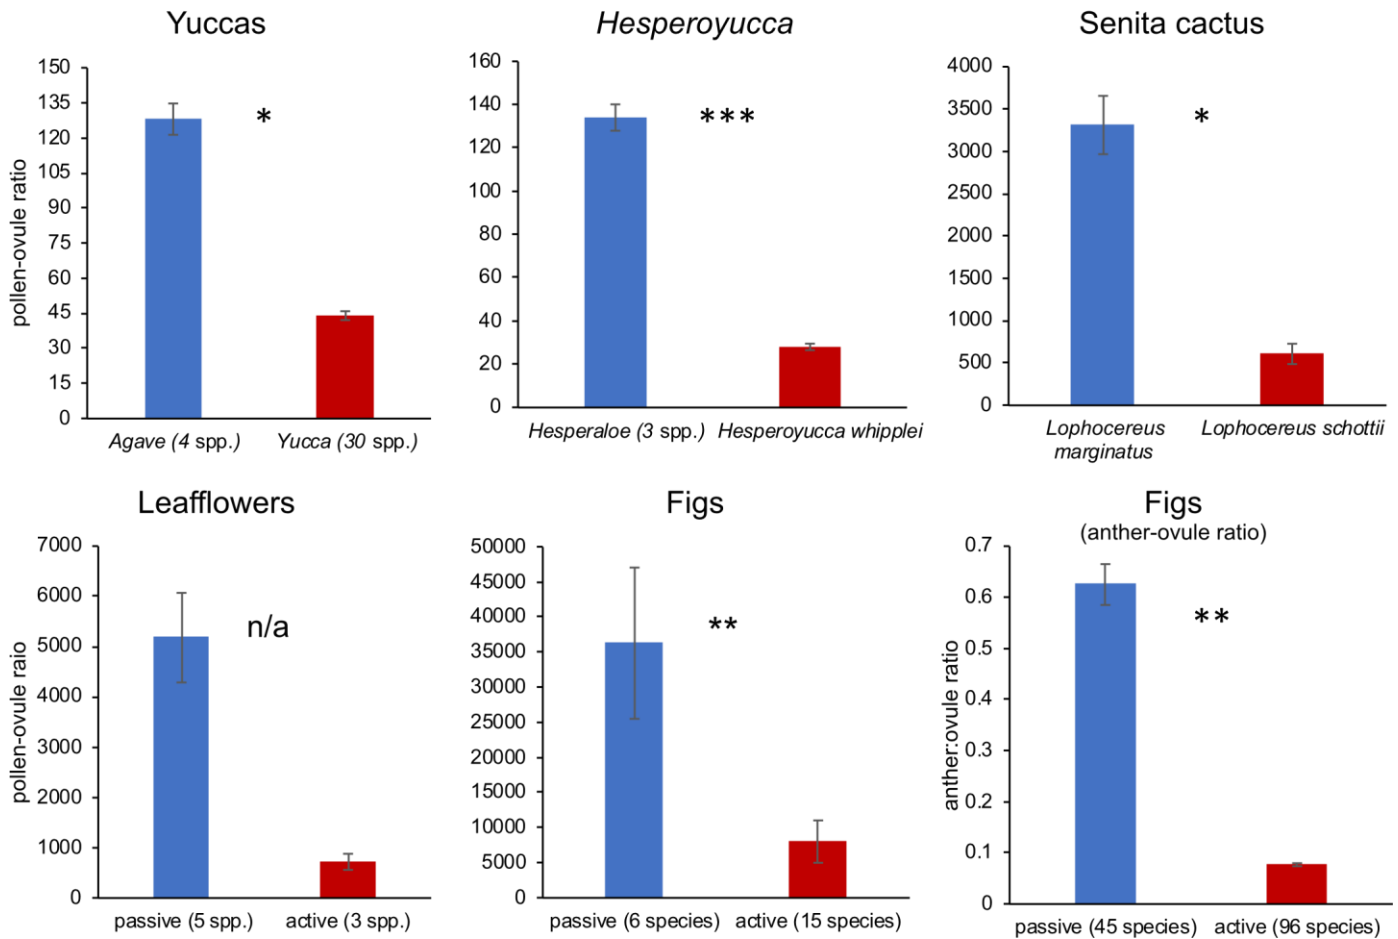 Yuccas
pollen-ovule ratio
150
135
120
105
90
75
60
45
30
15
0
*
Agave (4 spp.)
Yucca (30 spp.)
Hesperoyucca
160
140
120
100
80
60
40
20
0
***
Hesperaloe (3 spp.)
Hesperoyucca whipplei
Senita cactus
4000
3500
3000
2500
2000
1500
1000
500
0
*
Lophocereus
marginatus
Lophocereus schottii
Leafflowers
pollen-ovule raio
7000
6000
5000
4000
3000
2000
1000
0
n/a
passive (5 spp.)
active (3 spp.)
Figs
50000
45000
40000
35000
30000
25000
20000
15000
10000
5000
0
**
passive (6 species)
active (15 species)
Figs
(anther-ovule ratio)
anther:ovule ratio
0.7
0.6
0.5
0.4
0.3
0.2
0.1
0
**
passive (45 species)
active (96 species)